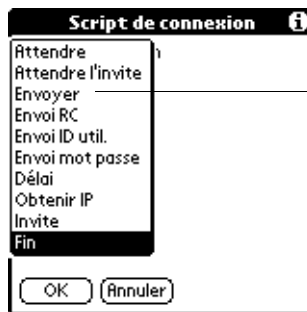 Script de connexion
Attendre
Attendre l'invite
Envoyer
Envoi RC
Envoi ID util.
Envoi mot passe
Délai
Obtenir IP
Invite
Fin
OK
Annuler